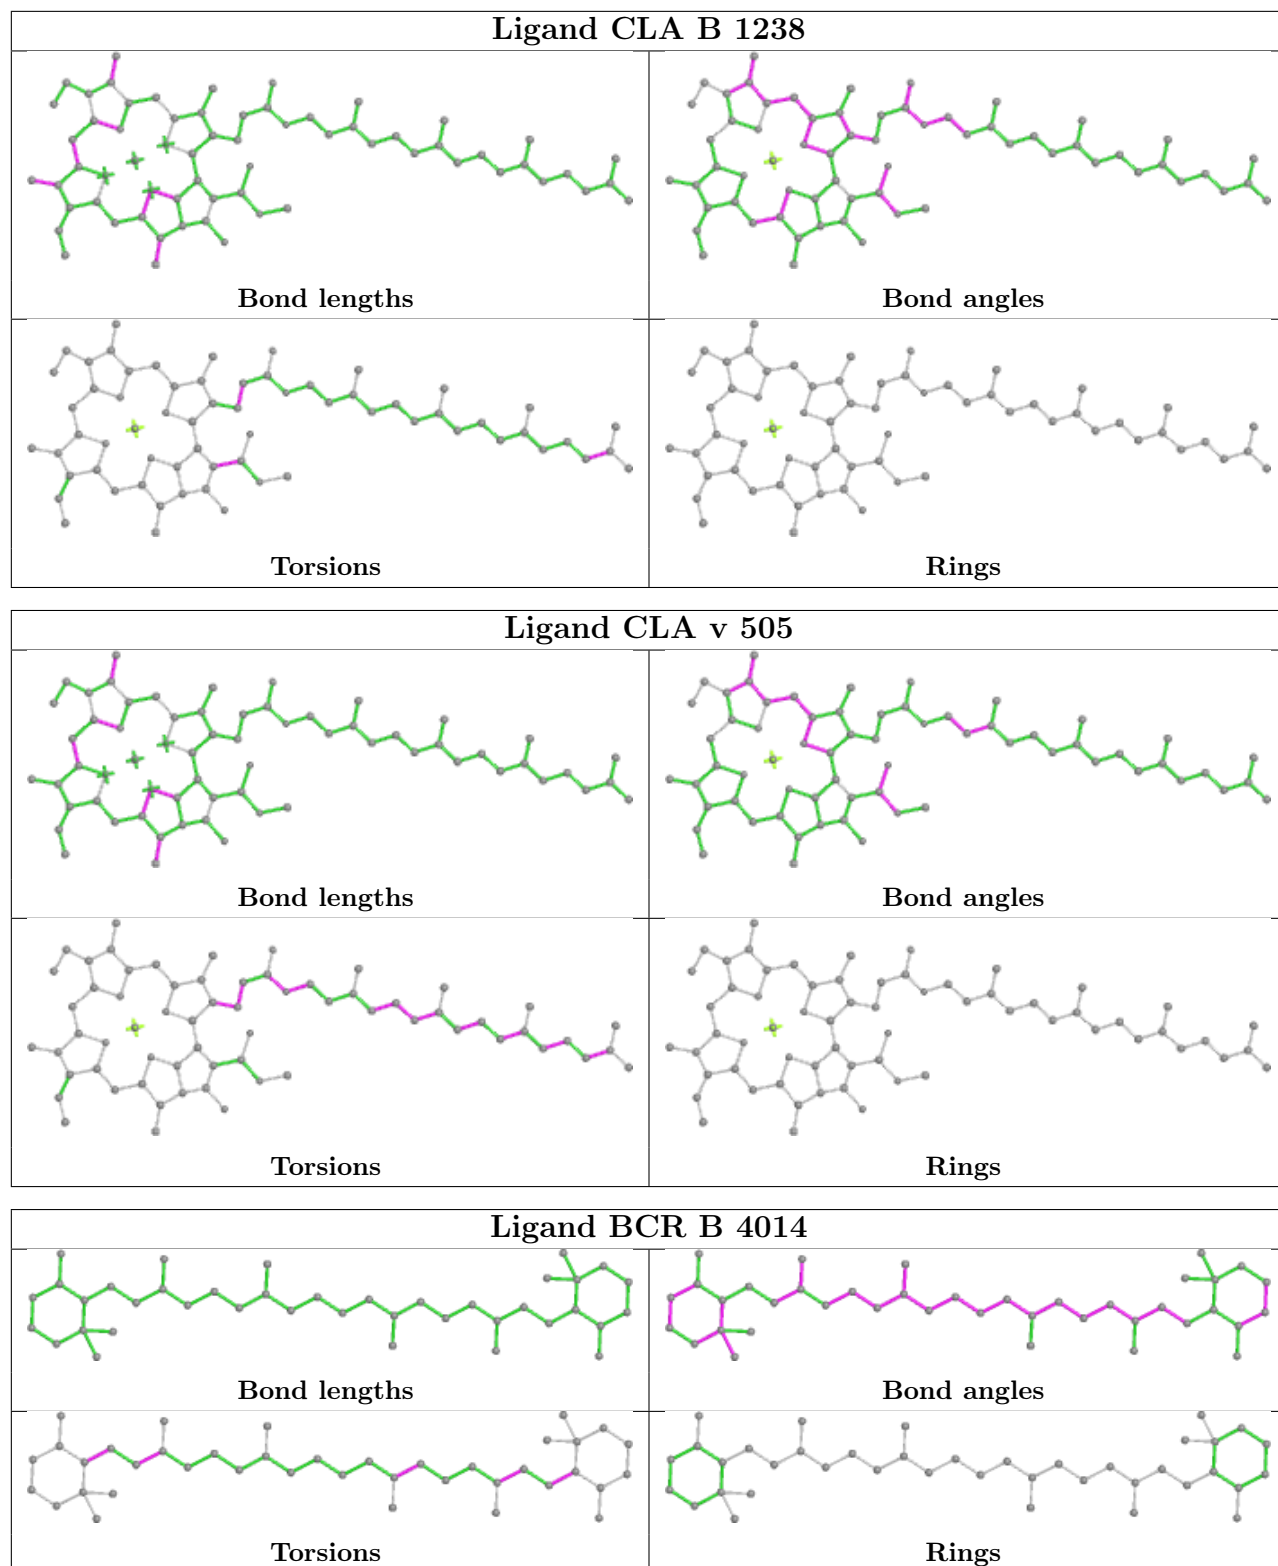 Ligand CLA B 1238
Bond lengths Bond angles
Torsions Rings
Ligand CLA v 505
Bond lengths Bond angles
Torsions Rings
Ligand BCR B 4014
Bond lengths Bond angles
Torsions Rings